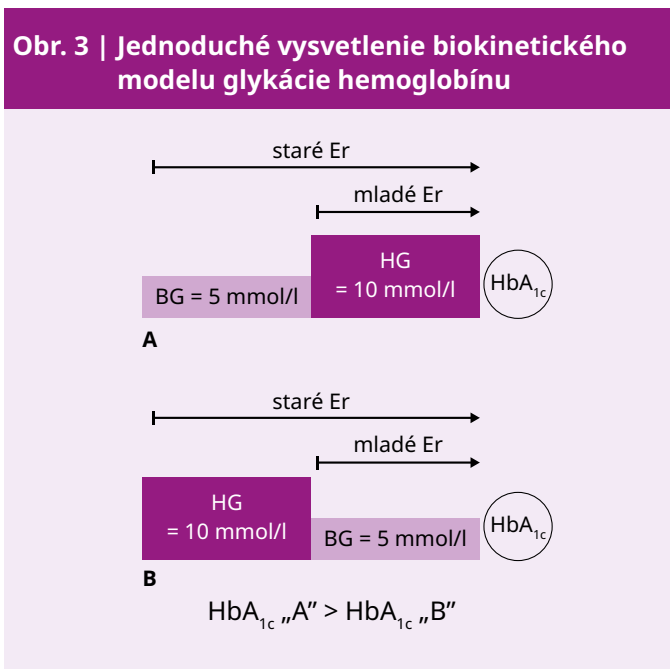 Obr. 3 | Jednoduché vysvetlenie biokinetického
modelu glykácie hemoglobínu
staré Er
mladé Er
HG
= 10 mmol/l
BG = 5 mmol/l
HbA1c
A
staré Er
mladé Er
HG
= 10 mmol/l
BG = 5 mmol/l
HbA1c
B
HbA1c „A” > HbA1c „B”